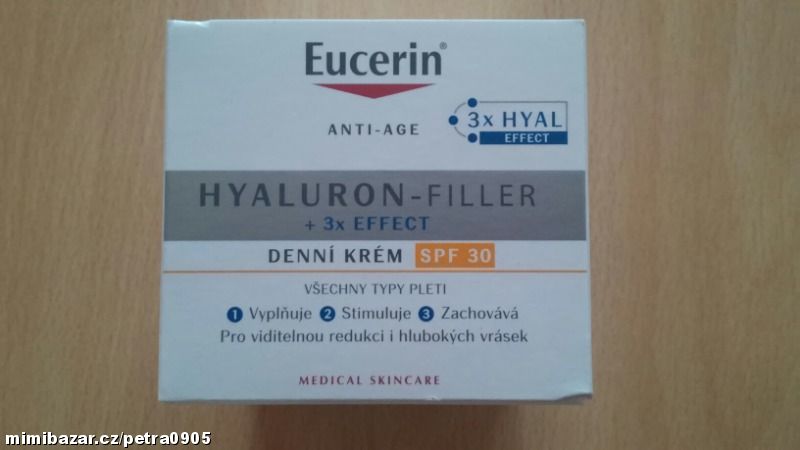 Eucerin®
ANTI-AGE
3x HYAL
EFFECT
HYALURON-FILLER
+ 3x EFFECT
DENNÍ KRÉM SPF 30
VŠECHNY TYPY PLETI
1 Vyplňuje 2 Stimuluje 3 Zachovává
Pro viditelnou redukci i hlubokých vrásek
MEDICAL SKINCARE
mimibazar.cz/petra0905